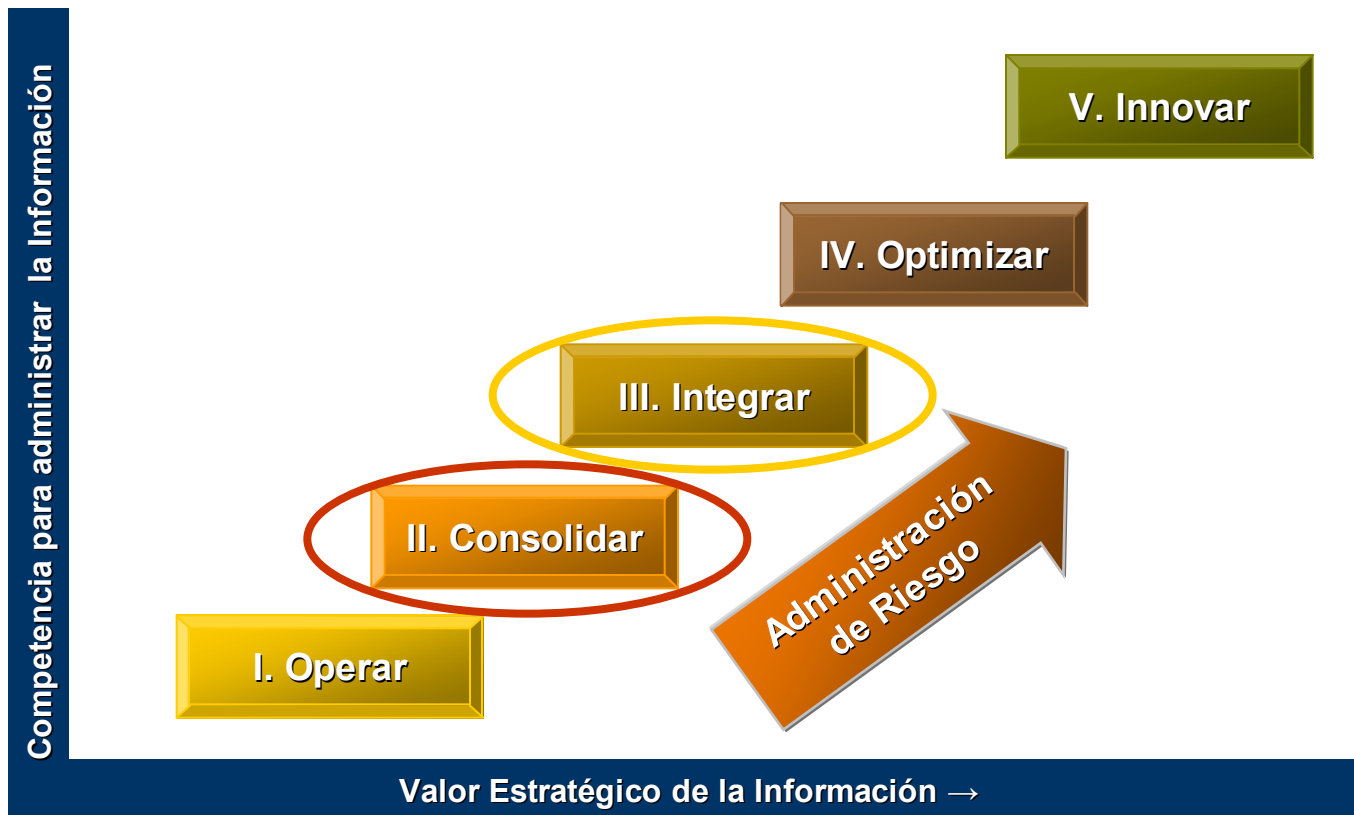 Competencia para administrar la Información
V. Innovar
IV. Optimizar
III. Integrar
II. Consolidar
I. Operar
Administración
de Riesgo
Valor Estratégico de la Información →